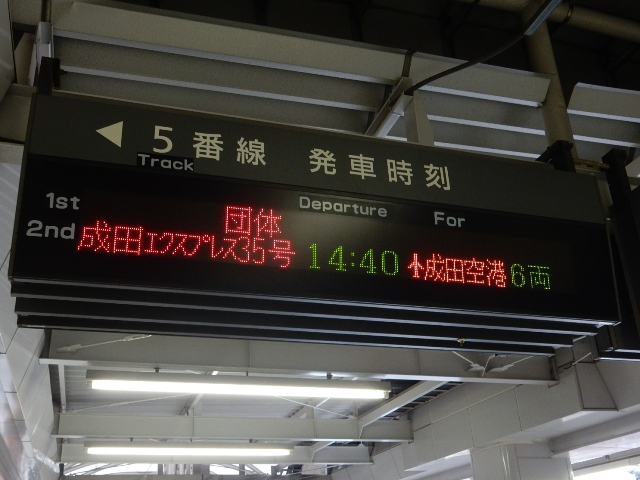 ◀ 5番線 発車時刻
Track Departure For
1st 団体
2nd 成田エクスプレス35号 14:40 ✈成田空港 6両